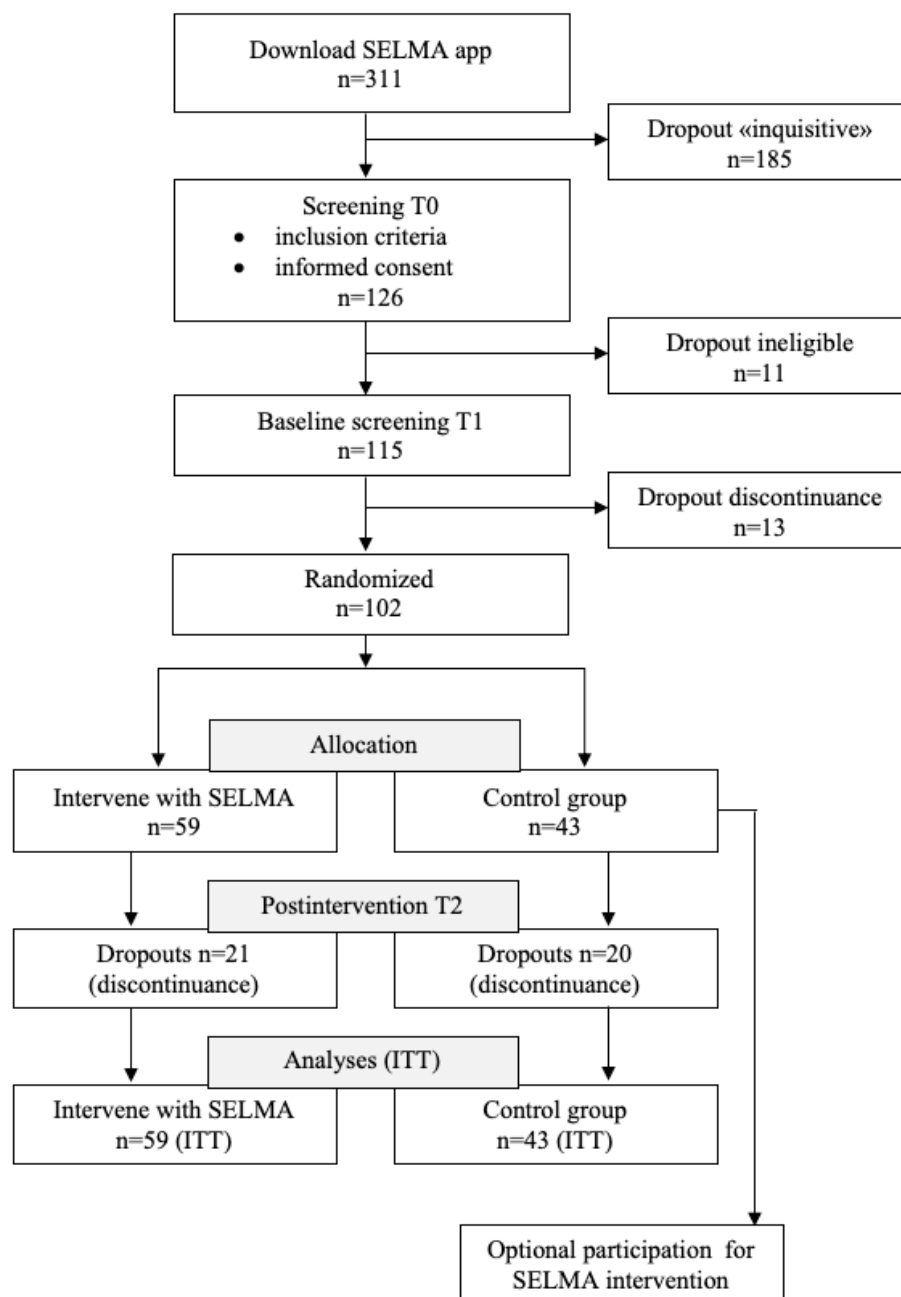 Download SELMA app
n=311
Dropout «inquisitive»
n=185
Screening T0
• inclusion criteria
• informed consent
n=126
Dropout ineligible
n=11
Baseline screening T1
n=115
Dropout discontinuance
n=13
Randomized
n=102
Allocation
Intervene with SELMA
n=59
Control group
n=43
Postintervention T2
Dropouts n=21
(discontinuance)
Dropouts n=20
(discontinuance)
Analyses (ITT)
Intervene with SELMA
n=59 (ITT)
Control group
n=43 (ITT)
Optional participation for
SELMA intervention